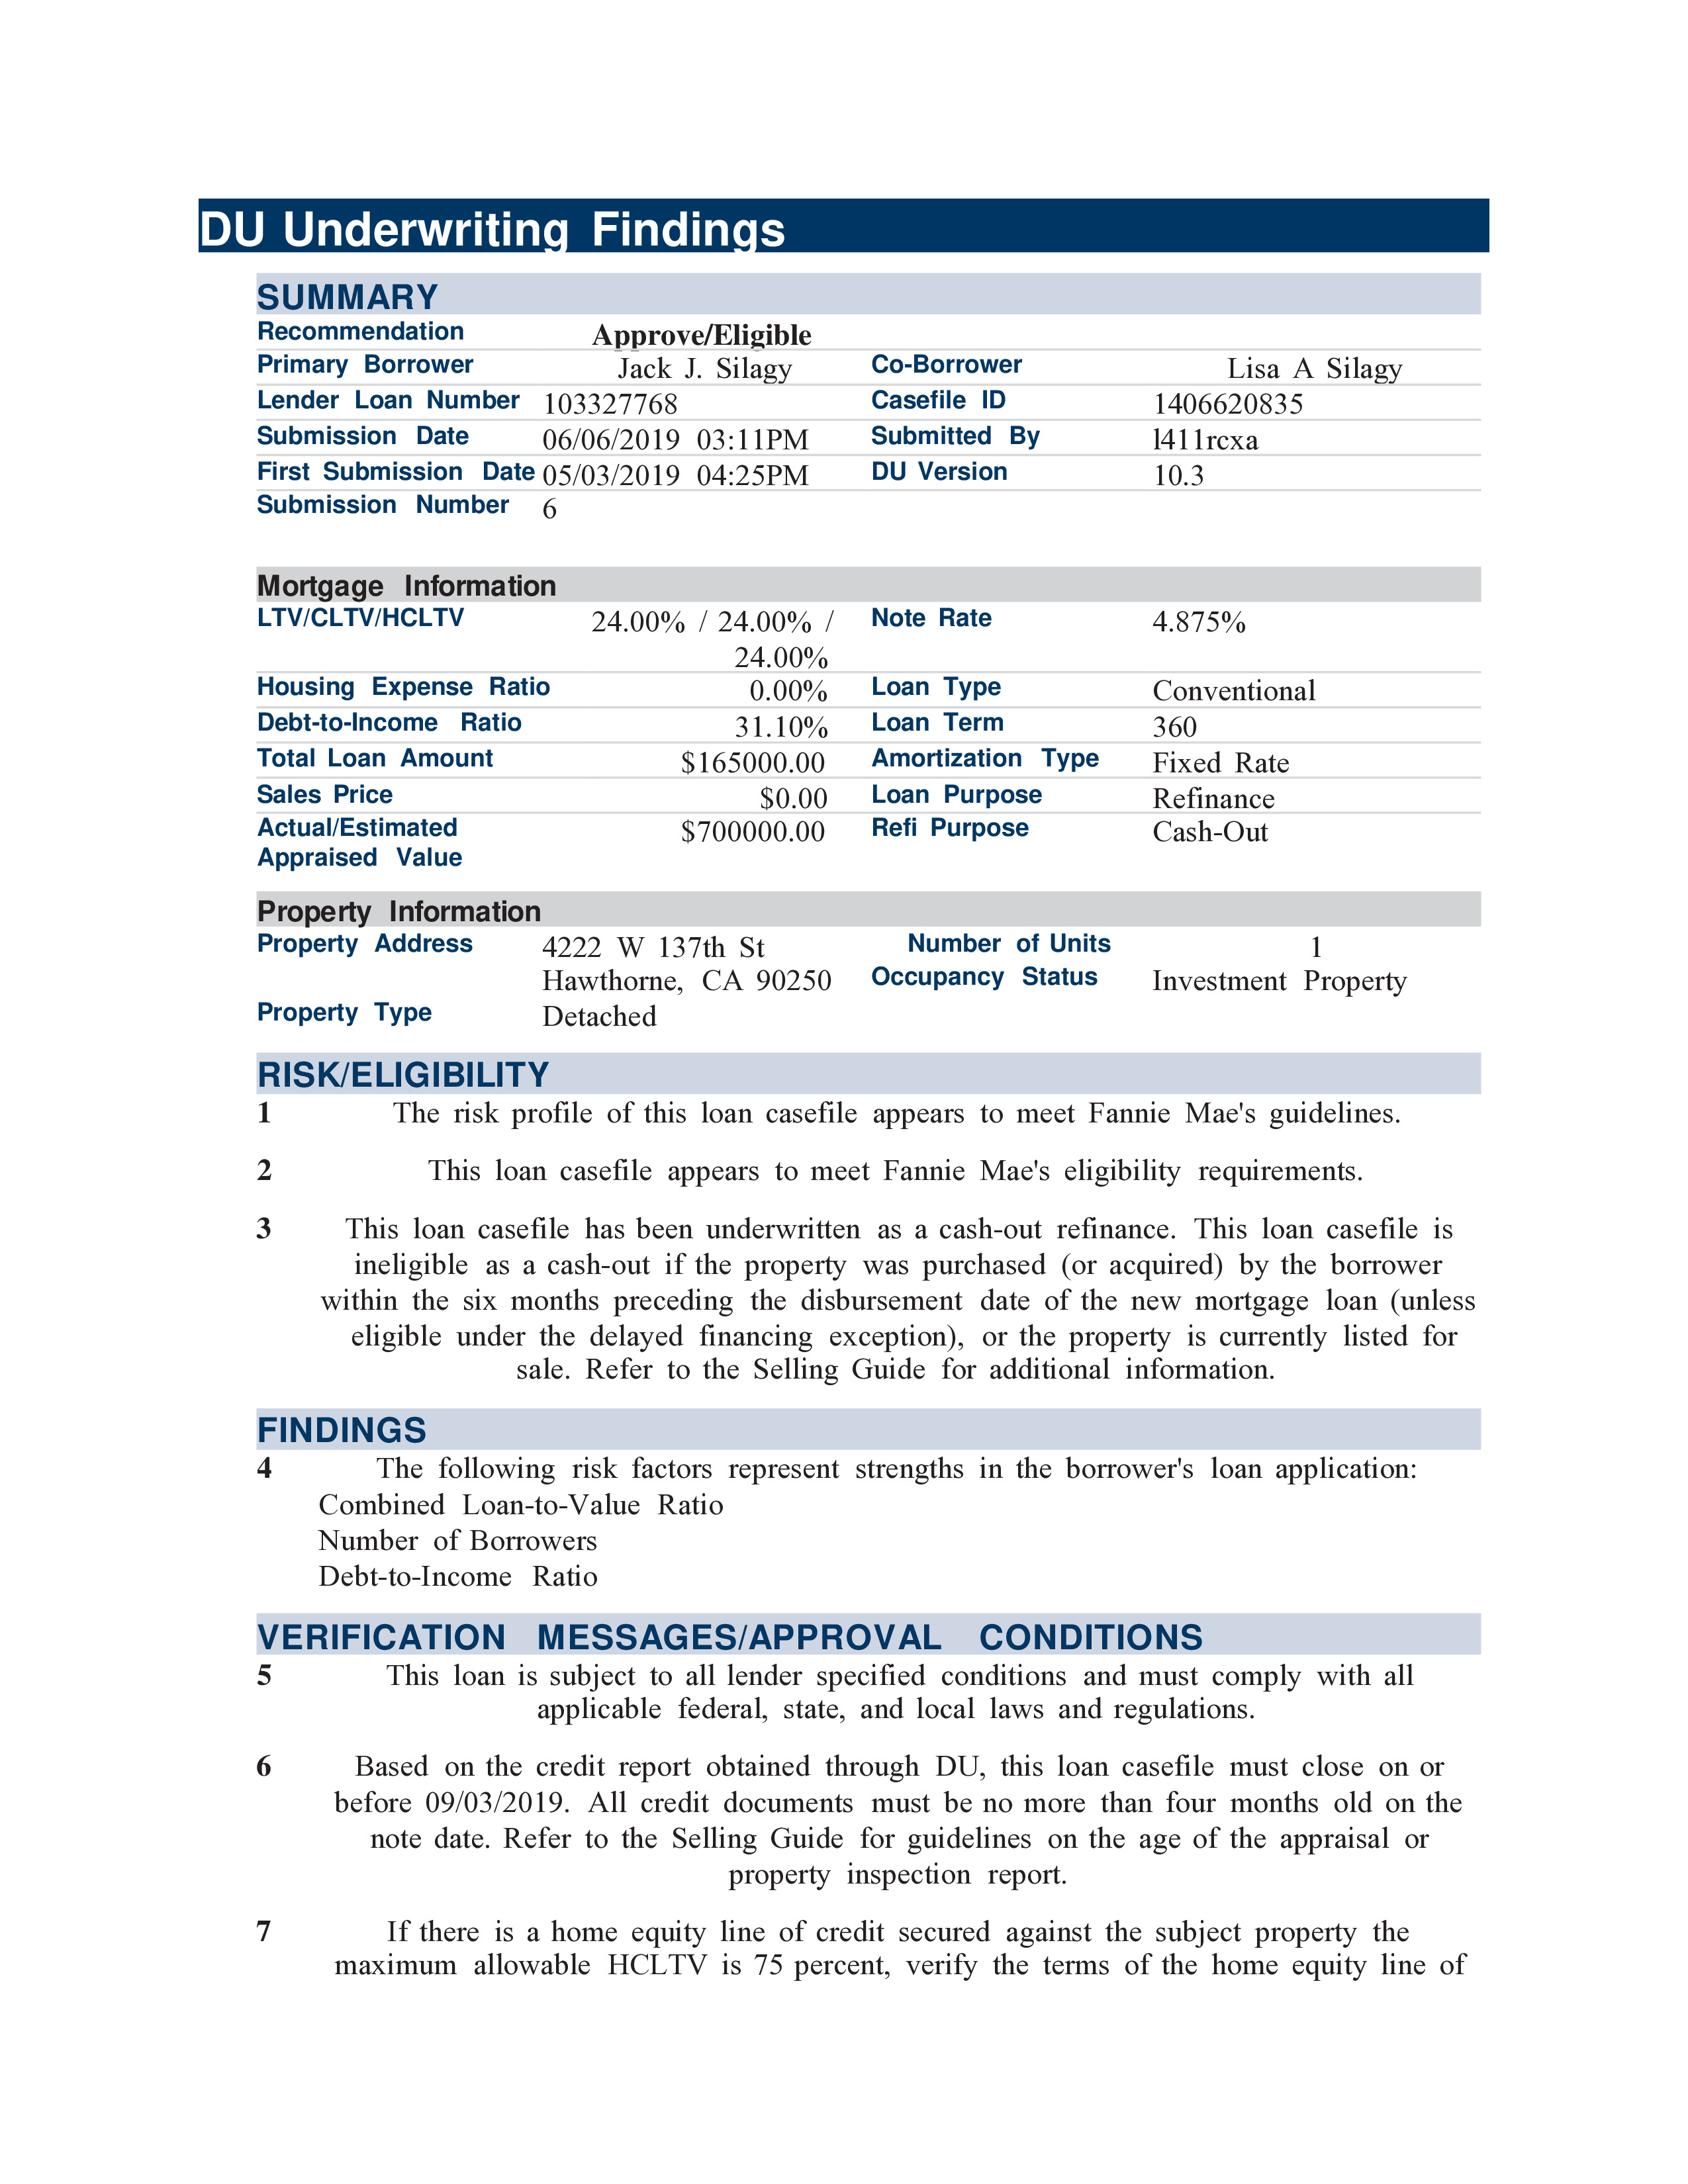 DU Underwriting Findings
SUMMARY
Recommendation Approve/Eligible
Primary Borrower Jack J. Silagy Co-Borrower Lisa A Silagy
Lender Loan Number 103327768 Casefile ID 1406620835
Submission Date 06/06/2019 03:11PM Submitted By l411rcxa
First Submission Date 05/03/2019 04:25PM DU Version 10.3
Submission Number 6
Mortgage Information
LTV/CLTV/HCLTV 24.00% / 24.00% / Note Rate 4.875%
24.00%
Housing Expense Ratio 0.00% Loan Type Conventional
Debt-to-Income Ratio 31.10% Loan Term 360
Total Loan Amount $165000.00 Amortization Type Fixed Rate
Sales Price $0.00 Loan Purpose Refinance
Actual/Estimated $700000.00 Refi Purpose Cash-Out
Appraised Value
Property Information
Property Address 4222 W 137th St Number of Units 1
Hawthorne, CA 90250 Occupancy Status Investment Property
Property Type Detached
RISK/ELIGIBILITY
1 The risk profile of this loan casefile appears to meet Fannie Mae's guidelines.
2 This loan casefile appears to meet Fannie Mae's eligibility requirements.
3 This loan casefile has been underwritten as a cash-out refinance. This loan casefile is
ineligible as a cash-out if the property was purchased (or acquired) by the borrower
within the six months preceding the disbursement date of the new mortgage loan (unless
eligible under the delayed financing exception), or the property is currently listed for
sale. Refer to the Selling Guide for additional information.
FINDINGS
4 The following risk factors represent strengths in the borrower's loan application:
Combined Loan-to-Value Ratio
Number of Borrowers
Debt-to-Income Ratio
VERIFICATION MESSAGES/APPROVAL CONDITIONS
5 This loan is subject to all lender specified conditions and must comply with all
applicable federal, state, and local laws and regulations.
6 Based on the credit report obtained through DU, this loan casefile must close on or
before 09/03/2019. All credit documents must be no more than four months old on the
note date. Refer to the Selling Guide for guidelines on the age of the appraisal or
property inspection report.
7 If there is a home equity line of credit secured against the subject property the
maximum allowable HCLTV is 75 percent, verify the terms of the home equity line of